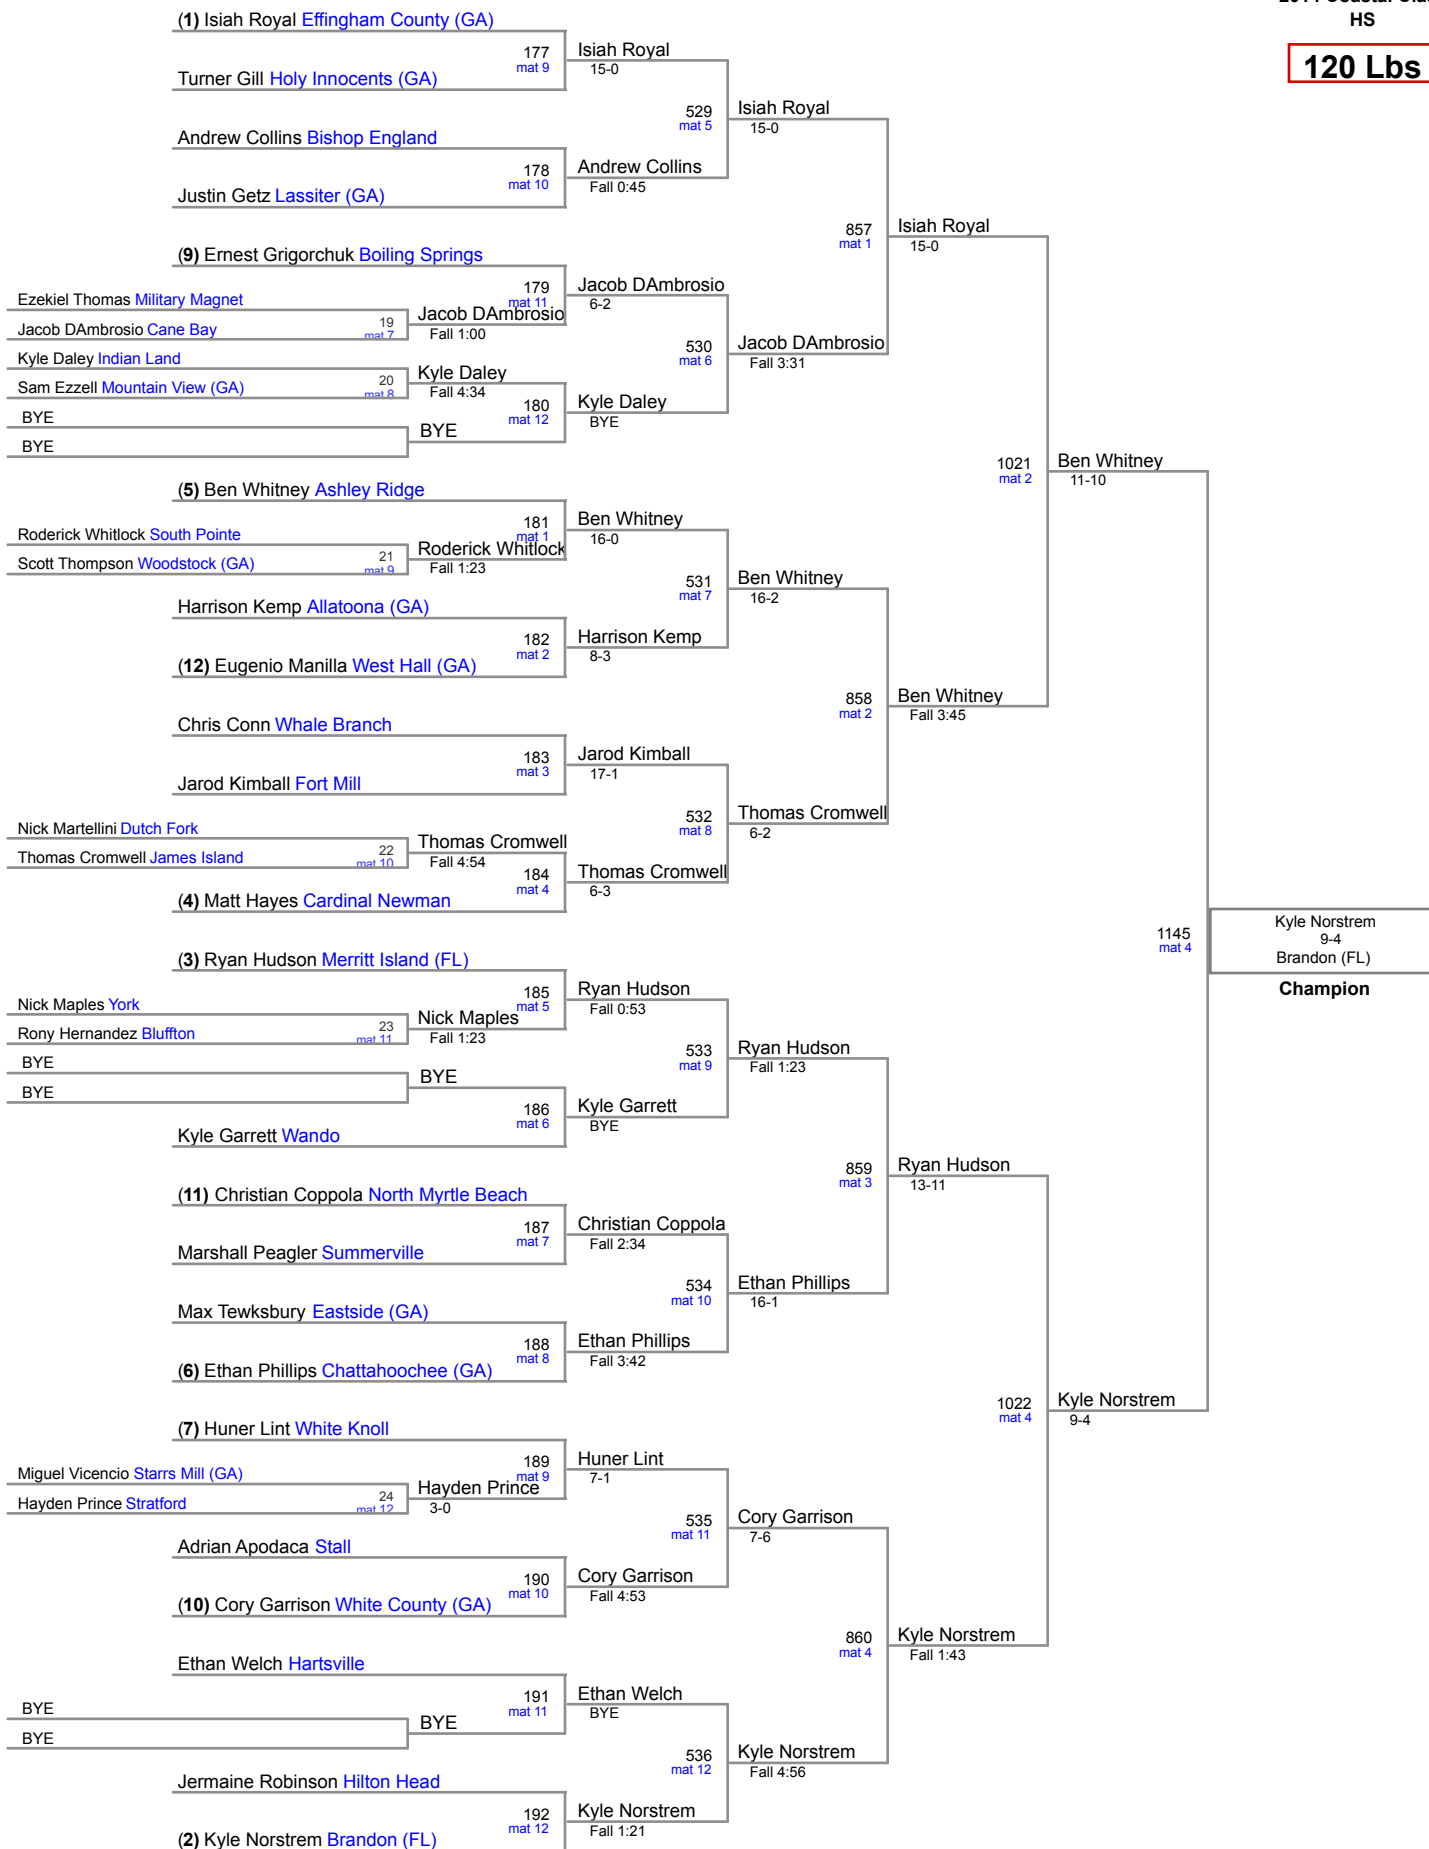 HS
120 Lbs
(1) Isiah Royal Effingham County (GA)
177
mat 9
Isiah Royal
15-0
Turner Gill Holy Innocents (GA)
529
mat 5
Isiah Royal
15-0
Andrew Collins Bishop England
178
mat 10
Andrew Collins
Fall 0:45
Justin Getz Lassiter (GA)
857
mat 1
Isiah Royal
15-0
(9) Ernest Grigorchuk Boiling Springs
179
mat 11
Jacob DAmbrosio
6-2
Ezekiel Thomas Military Magnet
Jacob DAmbrosio Cane Bay
19
mat 7
Jacob DAmbrosio
Fall 1:00
530
mat 6
Jacob DAmbrosio
Fall 3:31
Kyle Daley Indian Land
Sam Ezzell Mountain View (GA)
20
mat 8
Kyle Daley
Fall 4:34
180
mat 12
Kyle Daley
BYE
BYE
BYE
BYE
1021
mat 2
Ben Whitney
11-10
(5) Ben Whitney Ashley Ridge
181
mat 1
Ben Whitney
16-0
Roderick Whitlock South Pointe
Scott Thompson Woodstock (GA)
21
mat 9
Roderick Whitlock
Fall 1:23
531
mat 7
Ben Whitney
16-2
Harrison Kemp Allatoona (GA)
182
mat 2
Harrison Kemp
8-3
(12) Eugenio Manilla West Hall (GA)
858
mat 2
Ben Whitney
Fall 3:45
Chris Conn Whale Branch
183
mat 3
Jarod Kimball
17-1
Jarod Kimball Fort Mill
532
mat 8
Thomas Cromwell
6-2
Nick Martellini Dutch Fork
Thomas Cromwell James Island
22
mat 10
Thomas Cromwell
Fall 4:54
184
mat 4
Thomas Cromwell
6-3
(4) Matt Hayes Cardinal Newman
1145
mat 4
Kyle Norstrem
9-4
Brandon (FL)
Champion
(3) Ryan Hudson Merritt Island (FL)
185
mat 5
Ryan Hudson
Fall 0:53
Nick Maples York
Rony Hernandez Bluffton
23
mat 11
Nick Maples
Fall 1:23
533
mat 9
Ryan Hudson
Fall 1:23
BYE
BYE
BYE
186
mat 6
Kyle Garrett
BYE
Kyle Garrett Wando
859
mat 3
Ryan Hudson
13-11
(11) Christian Coppola North Myrtle Beach
187
mat 7
Christian Coppola
Fall 2:34
Marshall Peagler Summerville
534
mat 10
Ethan Phillips
16-1
Max Tewksbury Eastside (GA)
188
mat 8
Ethan Phillips
Fall 3:42
(6) Ethan Phillips Chattahoochee (GA)
1022
mat 4
Kyle Norstrem
9-4
(7) Huner Lint White Knoll
189
mat 9
Huner Lint
7-1
Miguel Vicencio Starrs Mill (GA)
Hayden Prince Stratford
24
mat 12
Hayden Prince
3-0
535
mat 11
Cory Garrison
7-6
Adrian Apodaca Stall
190
mat 10
Cory Garrison
Fall 4:53
(10) Cory Garrison White County (GA)
860
mat 4
Kyle Norstrem
Fall 1:43
Ethan Welch Hartsville
191
mat 11
Ethan Welch
BYE
BYE
BYE
BYE
536
mat 12
Kyle Norstrem
Fall 4:56
Jermaine Robinson Hilton Head
192
mat 12
Kyle Norstrem
Fall 1:21
(2) Kyle Norstrem Brandon (FL)